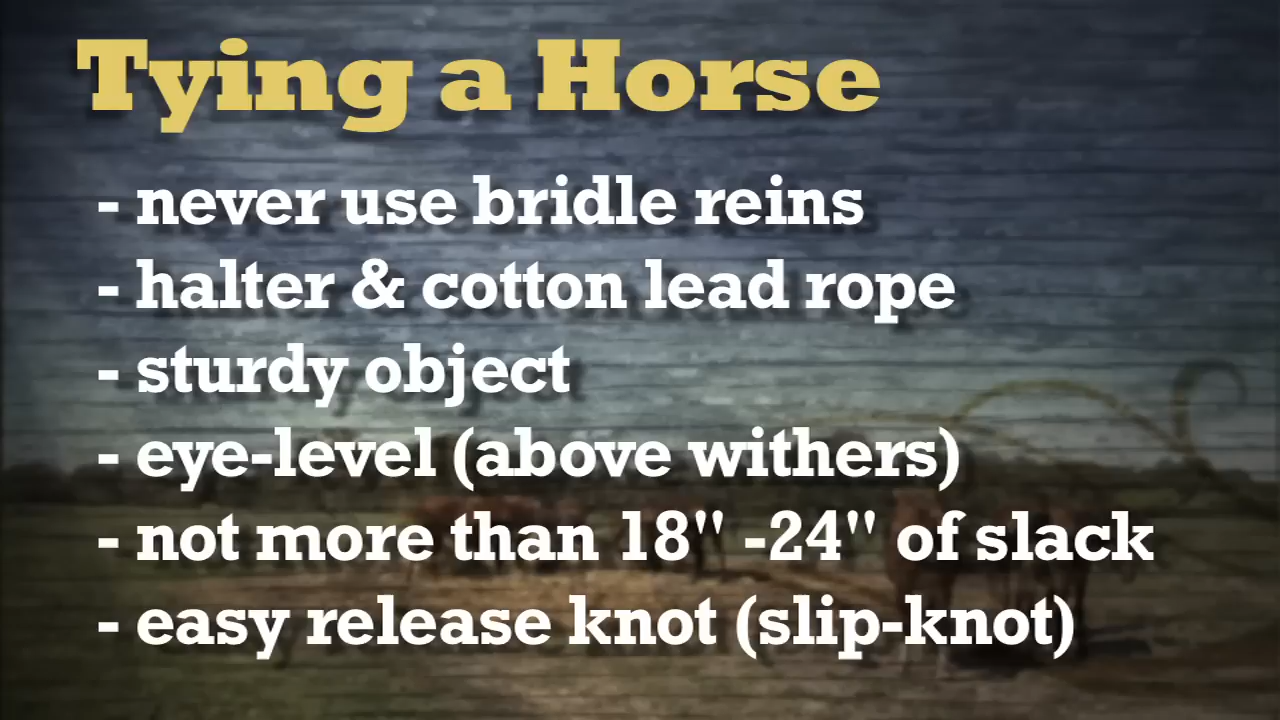 Tying a Horse
- never use bridle reins
- halter & cotton lead rope
- sturdy object
- eye-level (above withers)
- not more than 18" -24" of slack
- easy release knot (slip-knot)